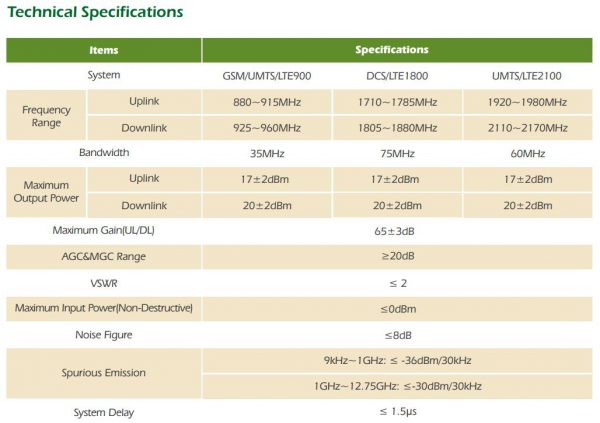 Technical Specifications
Items Specifications
System GSM/UMTS/LTE900 DCS/LTE1800 UMTS/LTE2100
Frequency Range Uplink 880~915MHz 1710~1785MHz 1920~1980MHz
Downlink 925~960MHz 1805~1880MHz 2110~2170MHz
Bandwidth 35MHz 75MHz 60MHz
Maximum Output Power Uplink 17±2dBm 17±2dBm 17±2dBm
Downlink 20±2dBm 20±2dBm 20±2dBm
Maximum Gain(UL/DL) 65±3dB
AGC&MGC Range ≥20dB
VSWR ≤ 2
Maximum Input Power(Non-Destructive) ≤0dBm
Noise Figure ≤8dB
Spurious Emission 9kHz~1GHz: ≤ -36dBm/30kHz
1GHz~12.75GHz: ≤-30dBm/30kHz
System Delay ≤ 1.5µs